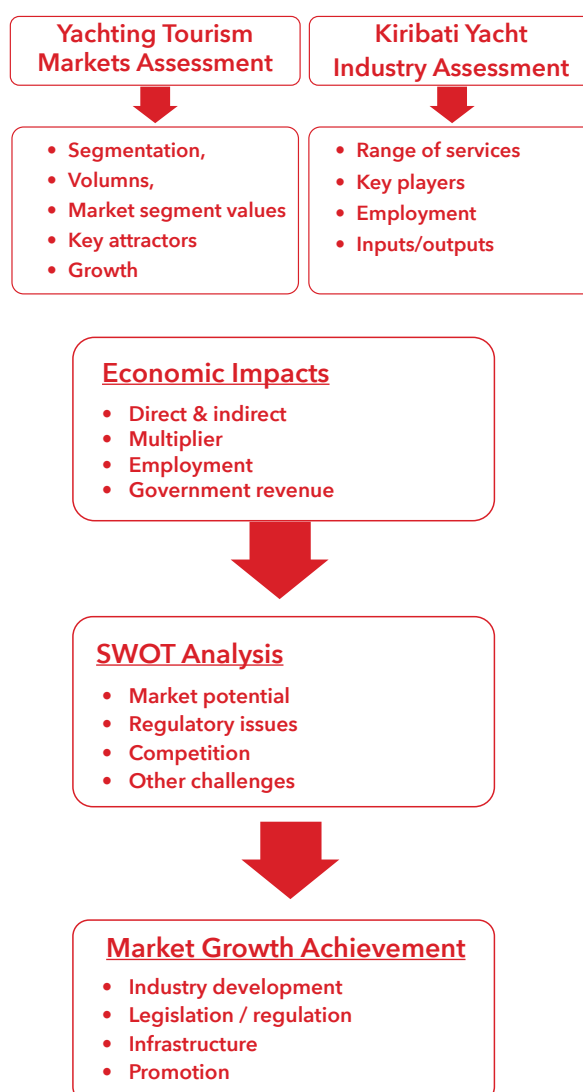 Yachting Tourism
Markets Assessment
Kiribati Yacht
Industry Assessment
• Segmentation,
• Volumns,
• Market segment values
• Key attractors
• Growth
• Range of services
• Key players
• Employment
• Inputs/outputs
Economic Impacts
• Direct & indirect
• Multiplier
• Employment
• Government revenue
SWOT Analysis
• Market potential
• Regulatory issues
• Competition
• Other challenges
Market Growth Achievement
• Industry development
• Legislation / regulation
• Infrastructure
• Promotion